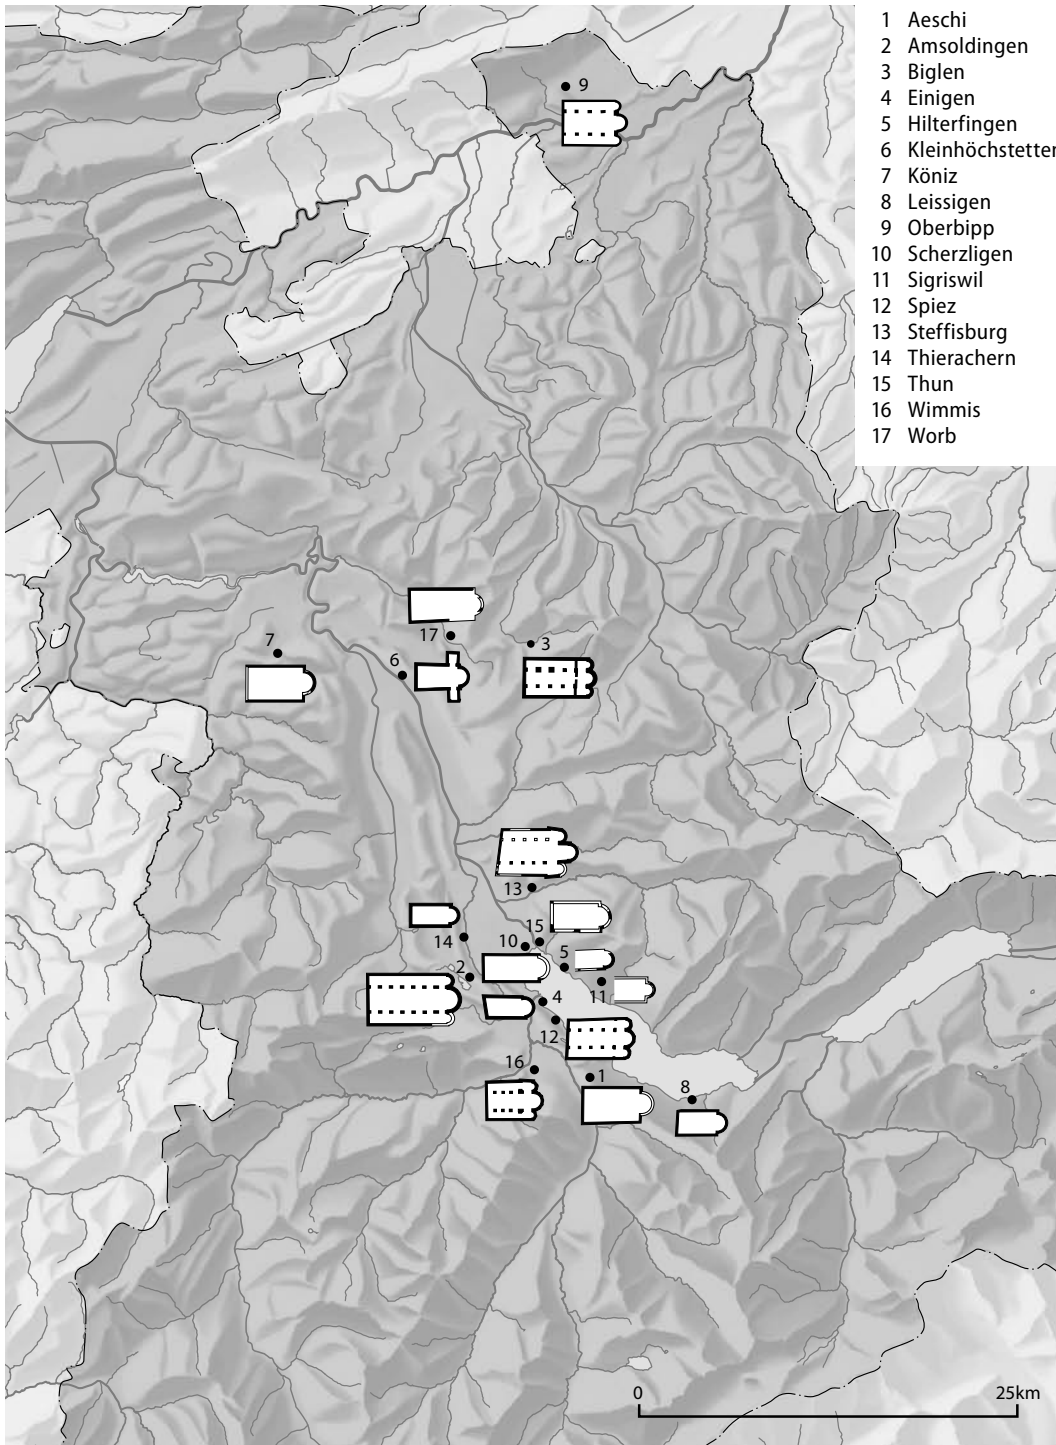 1 Aeschi
2 Amsoldingen
3 Biglen
4 Einigen
5 Hilterfingen
6 Kleinhöchstetten
7 Köniz
8 Leissigen
9 Oberbipp
10 Scherzligen
11 Sigriswil
12 Spiez
13 Steffisburg
14 Thierachern
15 Thun
16 Wimmis
17 Worb
9
17
3
7
6
13
15
14
10
5
2
11
4
12
16
1
8
0 25km